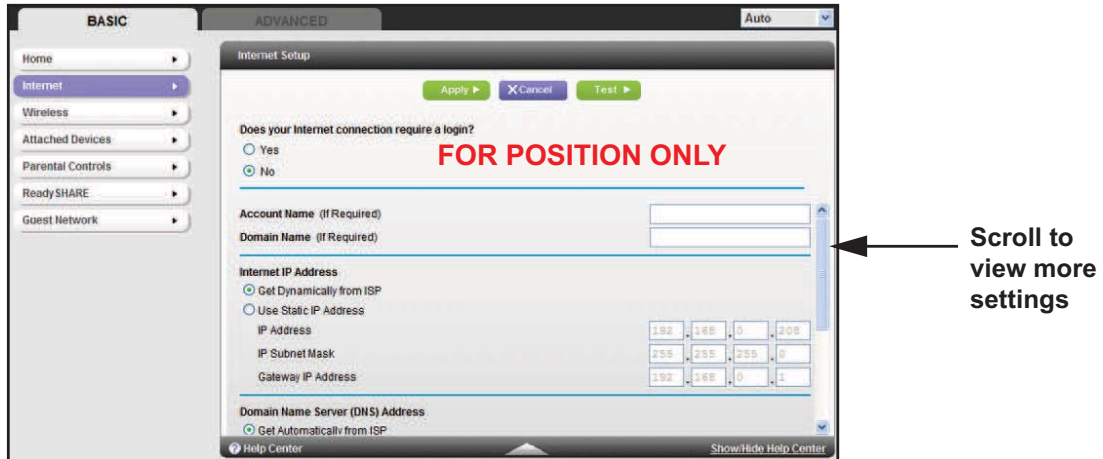 BASIC
ADVANCED
Auto
Home
Internet
Wireless
Attached Devices
Parental Controls
ReadySHARE
Guest Network
Internet Setup
Apply
X Cancel
Test
Does your Internet connection require a login?
Yes
No
FOR POSITION ONLY
Account Name (If Required)
Domain Name (If Required)
Internet IP Address
Get Dynamically from ISP
Use Static IP Address
IP Address 192 . 168 . 0 . 208
IP Subnet Mask 255 . 255 . 255 . 0
Gateway IP Address 192 . 168 . 0 . 1
Domain Name Server (DNS) Address
Get Automatically from ISP
? Help Center
Show/Hide Help Center
Scroll to
view more
settings